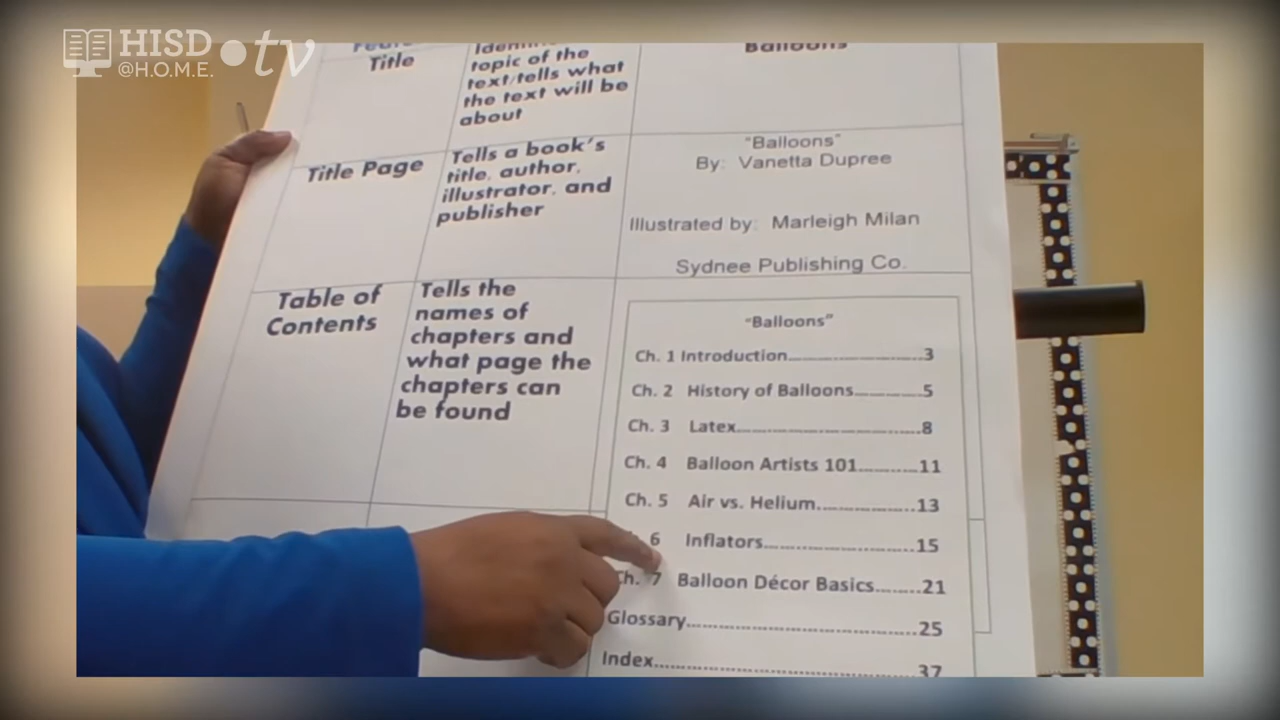 HISD
@H.O.M.E.
tv
Title
topic of the
text/tells what
the text will be
about
Balloons
Title Page
Tells a book's
title, author,
illustrator, and
publisher
"Balloons"
By: Vanetta Dupree
Illustrated by: Marleigh Milan
Sydnee Publishing Co.
Table of
Contents
Tells the
names of
chapters and
what page the
chapters can
be found
"Balloons"
Ch. 1 Introduction 3
Ch. 2 History of Balloons 5
Ch. 3 Latex 8
Ch. 4 Balloon Artists 101 11
Ch. 5 Air vs. Helium 13
6 Inflators 15
Ch. 7 Balloon Décor Basics 21
Glossary 25
Index 37